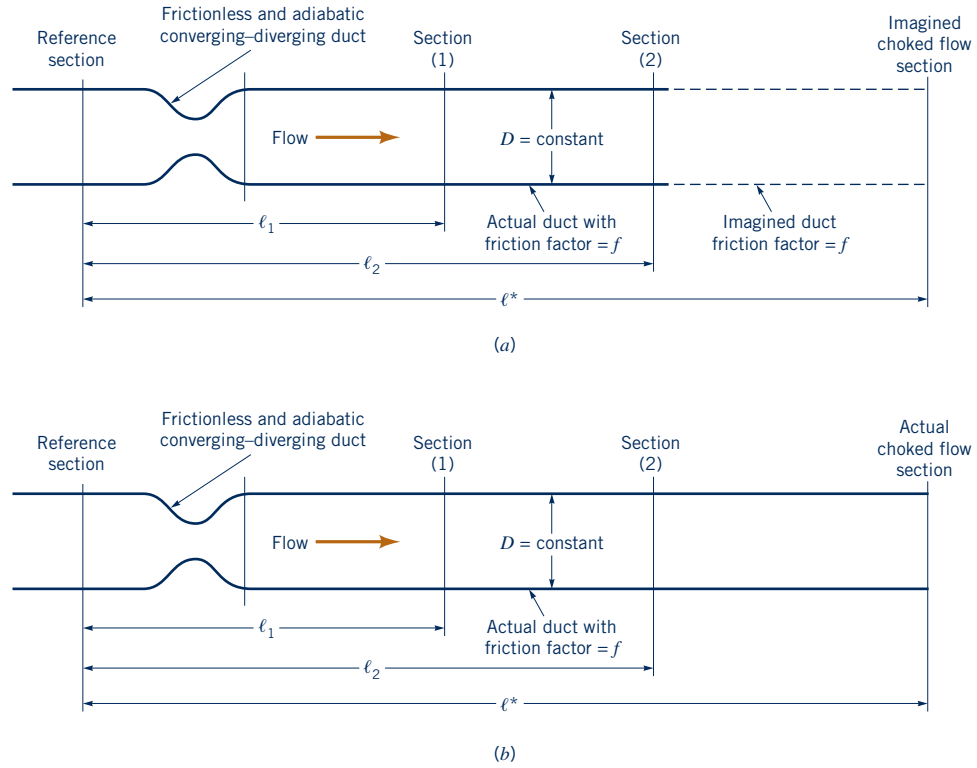 Frictionless and adiabatic
converging–diverging duct
Reference
section
Section
(1)
Section
(2)
Imagined
choked flow
section
Flow
D = constant
Actual duct with
friction factor = f
Imagined duct
friction factor = f
ℓ1
ℓ2
ℓ*
(a)
Frictionless and adiabatic
converging–diverging duct
Reference
section
Section
(1)
Section
(2)
Actual
choked flow
section
Flow
D = constant
Actual duct with
friction factor = f
ℓ1
ℓ2
ℓ*
(b)